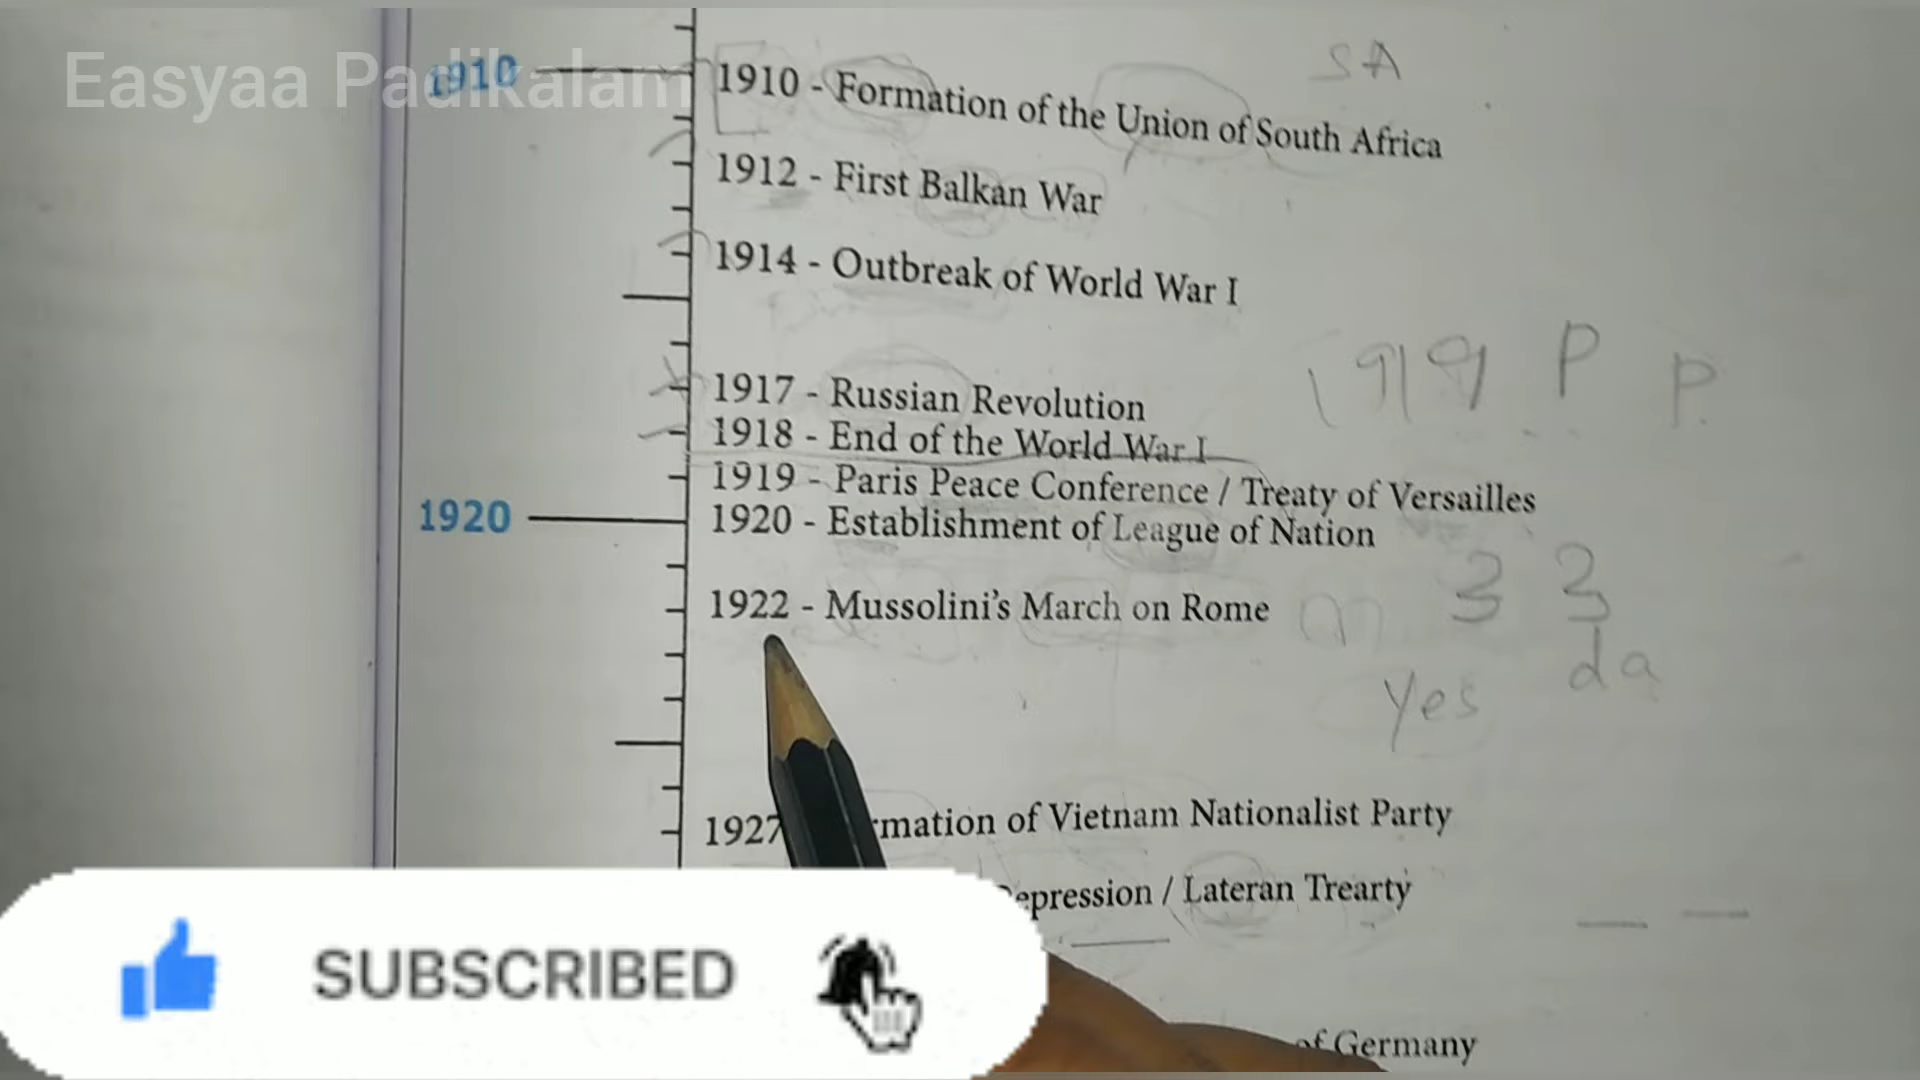 Easyaa Padikalam
1910
1910 - Formation of the Union of South Africa
SA
1912 - First Balkan War
1914 - Outbreak of World War I
1919 P P
1917 - Russian Revolution
1918 - End of the World War I
1919 - Paris Peace Conference / Treaty of Versailles
1920
1920 - Establishment of League of Nation
1922 - Mussolini's March on Rome
m 3 3
da
yes
1927 rmation of Vietnam Nationalist Party
epression / Lateran Trearty
SUBSCRIBED
of Germany